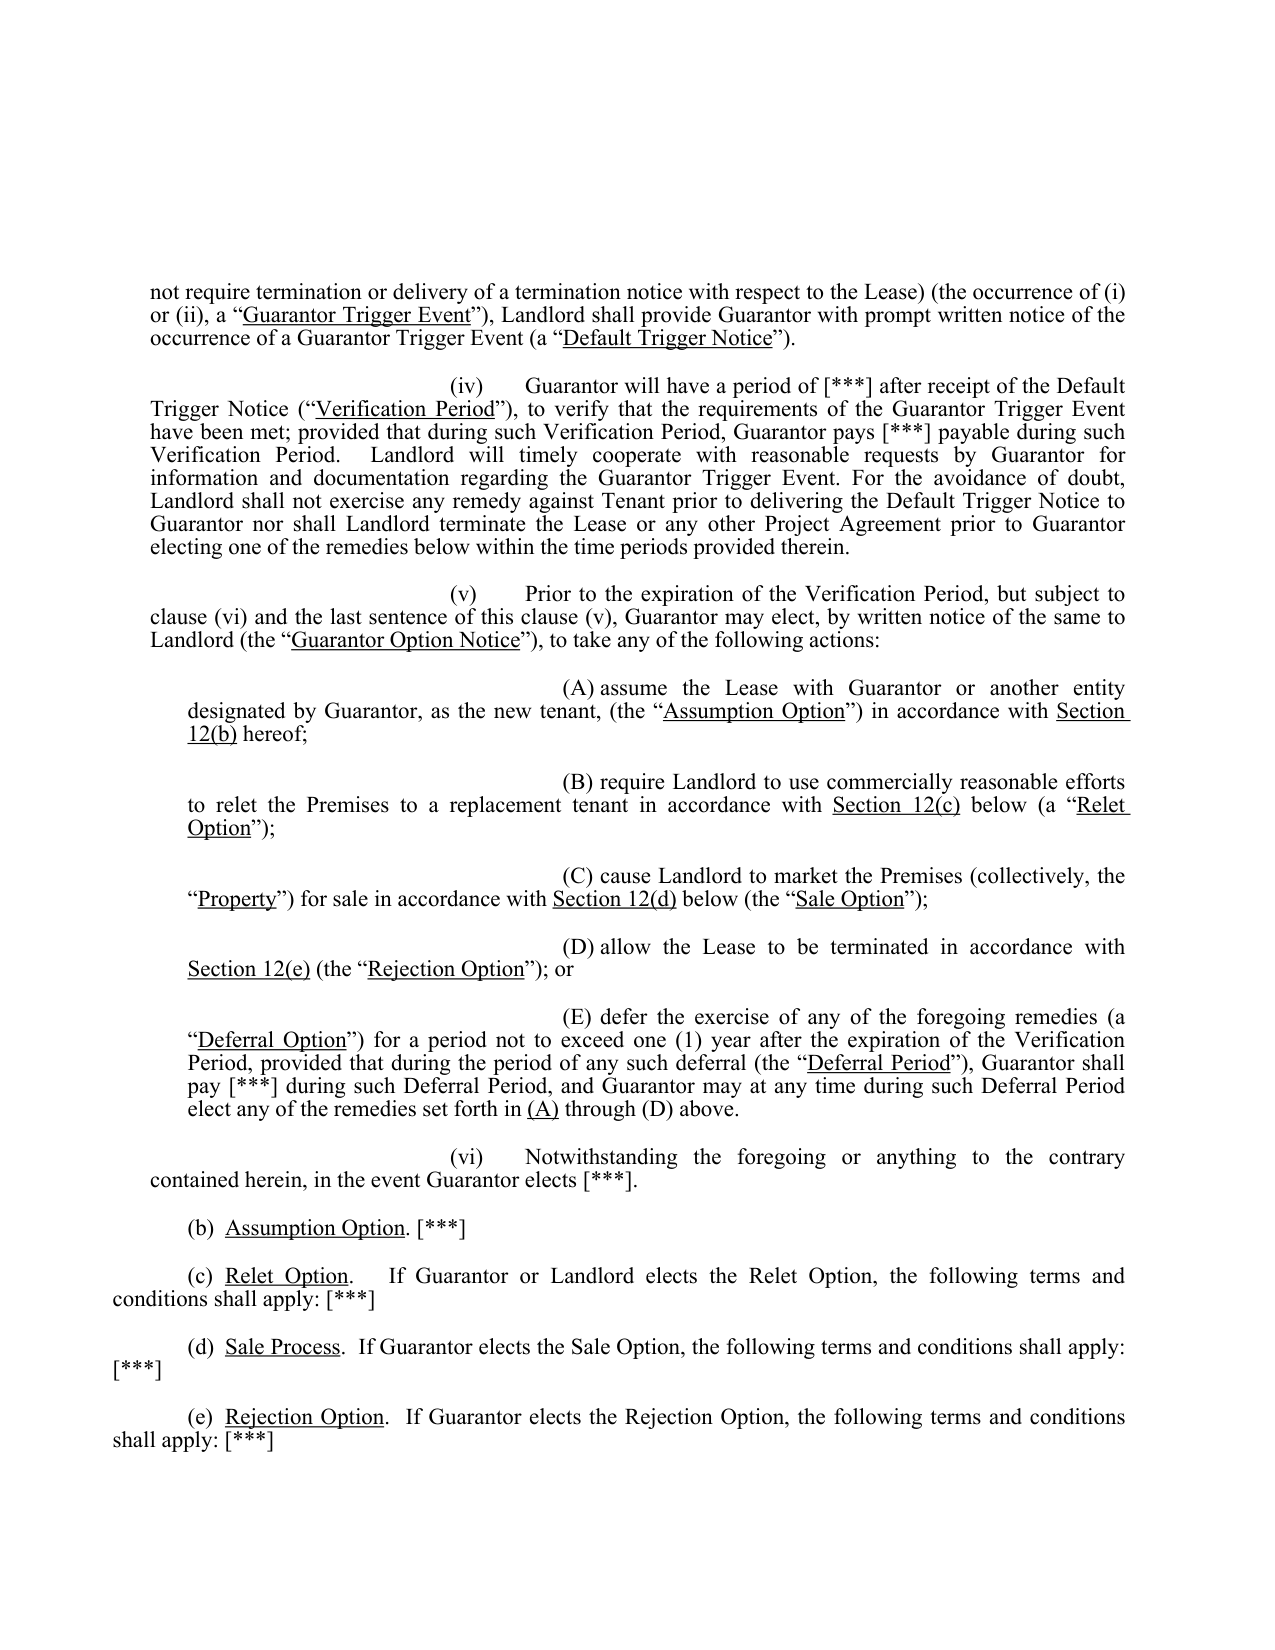 not require termination or delivery of a termination notice with respect to the Lease) (the occurrence of (i)
or (ii), a “Guarantor Trigger Event”), Landlord shall provide Guarantor with prompt written notice of the
occurrence of a Guarantor Trigger Event (a “Default Trigger Notice”).
(iv) Guarantor will have a period of [***] after receipt of the Default
Trigger Notice (“Verification Period”), to verify that the requirements of the Guarantor Trigger Event
have been met; provided that during such Verification Period, Guarantor pays [***] payable during such
Verification Period. Landlord will timely cooperate with reasonable requests by Guarantor for
information and documentation regarding the Guarantor Trigger Event. For the avoidance of doubt,
Landlord shall not exercise any remedy against Tenant prior to delivering the Default Trigger Notice to
Guarantor nor shall Landlord terminate the Lease or any other Project Agreement prior to Guarantor
electing one of the remedies below within the time periods provided therein.
(v) Prior to the expiration of the Verification Period, but subject to
clause (vi) and the last sentence of this clause (v), Guarantor may elect, by written notice of the same to
Landlord (the “Guarantor Option Notice”), to take any of the following actions:
(A) assume the Lease with Guarantor or another entity
designated by Guarantor, as the new tenant, (the “Assumption Option”) in accordance with Section
12(b) hereof;
(B) require Landlord to use commercially reasonable efforts
to relet the Premises to a replacement tenant in accordance with Section 12(c) below (a “Relet
Option”);
(C) cause Landlord to market the Premises (collectively, the
“Property”) for sale in accordance with Section 12(d) below (the “Sale Option”);
(D) allow the Lease to be terminated in accordance with
Section 12(e) (the “Rejection Option”); or
(E) defer the exercise of any of the foregoing remedies (a
“Deferral Option”) for a period not to exceed one (1) year after the expiration of the Verification
Period, provided that during the period of any such deferral (the “Deferral Period”), Guarantor shall
pay [***] during such Deferral Period, and Guarantor may at any time during such Deferral Period
elect any of the remedies set forth in (A) through (D) above.
(vi) Notwithstanding the foregoing or anything to the contrary
contained herein, in the event Guarantor elects [***].
(b) Assumption Option. [***]
(c) Relet Option. If Guarantor or Landlord elects the Relet Option, the following terms and
conditions shall apply: [***]
(d) Sale Process. If Guarantor elects the Sale Option, the following terms and conditions shall apply:
[***]
(e) Rejection Option. If Guarantor elects the Rejection Option, the following terms and conditions
shall apply: [***]